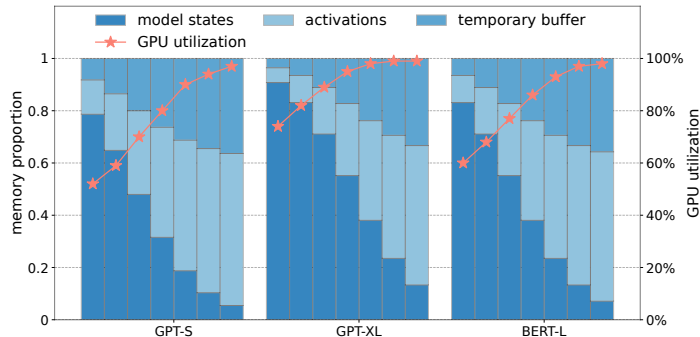 model states
activations
temporary buffer
GPU utilization
memory proportion
1
0.8
0.6
0.4
0.2
0
100%
80%
60%
40%
20%
0%
GPU utilization
GPT-S
GPT-XL
BERT-L